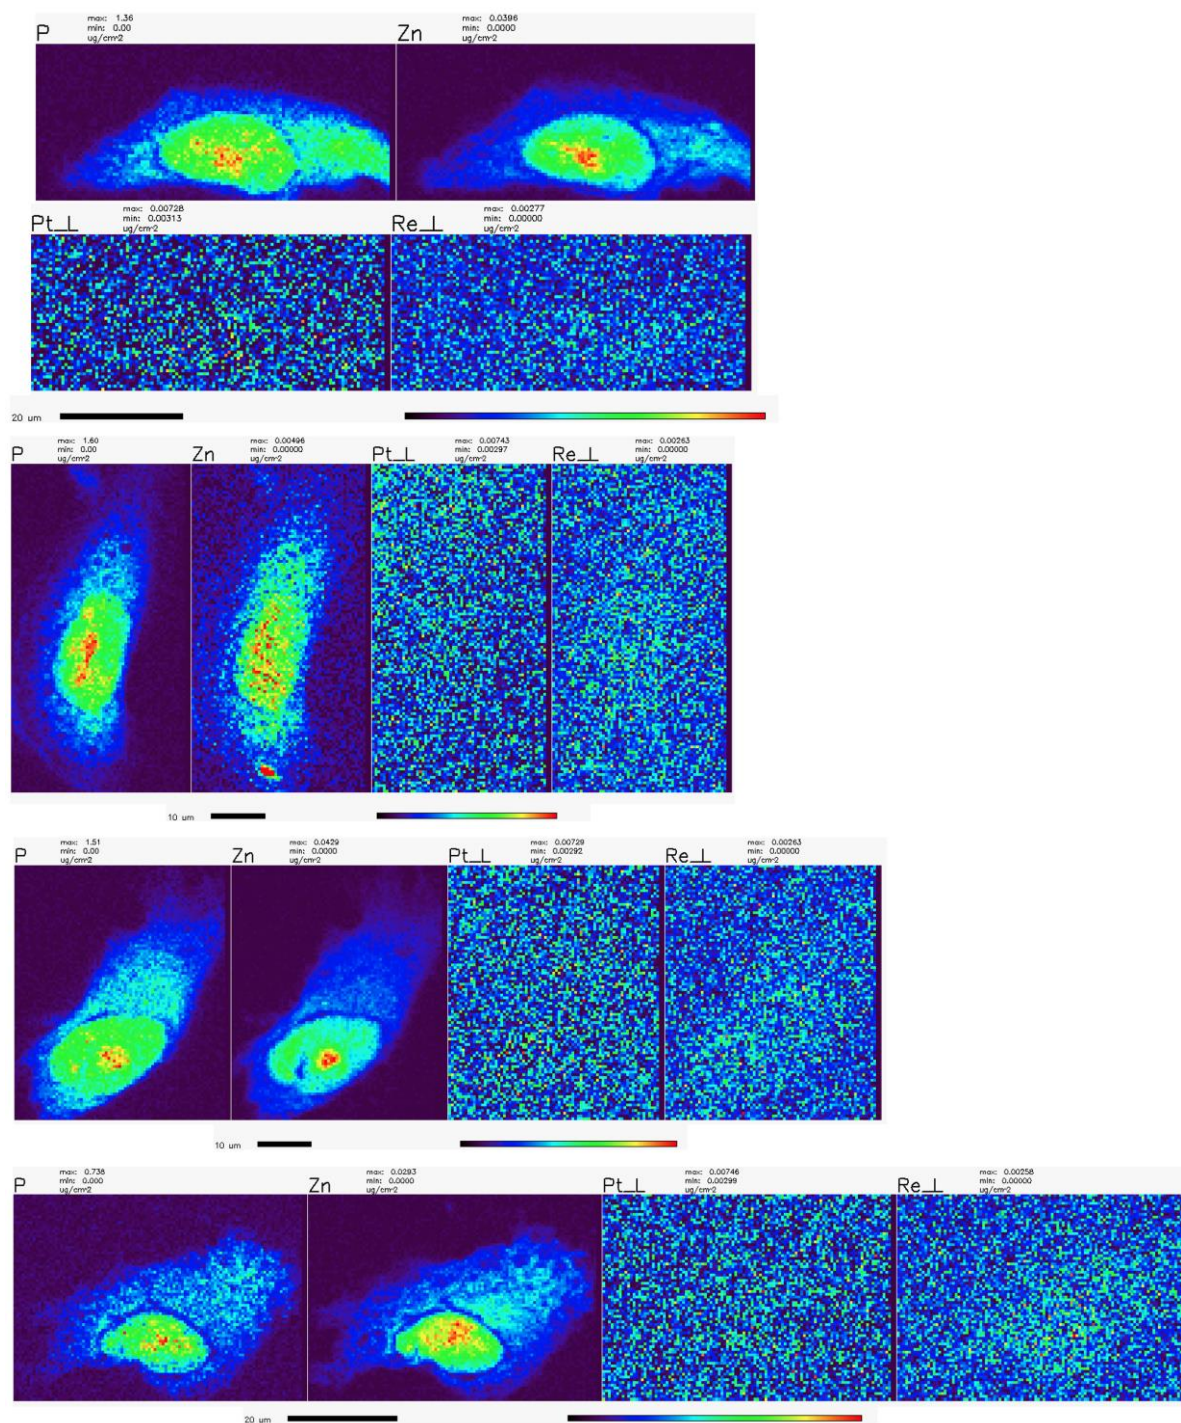 P max: 1.36 Zn max: 0.0396
min: 0.00 min: 0.0000
ug/cm^2 ug/cm^2
Pt_L max: 0.00728 Re_L max: 0.00277
min: 0.00313 min: 0.00000
ug/cm^2 ug/cm^2
20 um
P max: 1.60 Zn max: 0.00496 Pt_L max: 0.00743 Re_L max: 0.00263
min: 0.00 min: 0.00000 min: 0.00297 min: 0.00000
ug/cm^2 ug/cm^2 ug/cm^2 ug/cm^2
10 um
P max: 1.51 Zn max: 0.0429 Pt_L max: 0.00729 Re_L max: 0.00263
min: 0.00 min: 0.0000 min: 0.00292 min: 0.00000
ug/cm^2 ug/cm^2 ug/cm^2 ug/cm^2
10 um
P max: 0.738 Zn max: 0.0293 Pt_L max: 0.00746 Re_L max: 0.00258
min: 0.000 min: 0.0000 min: 0.00299 min: 0.00000
ug/cm^2 ug/cm^2 ug/cm^2 ug/cm^2
20 um